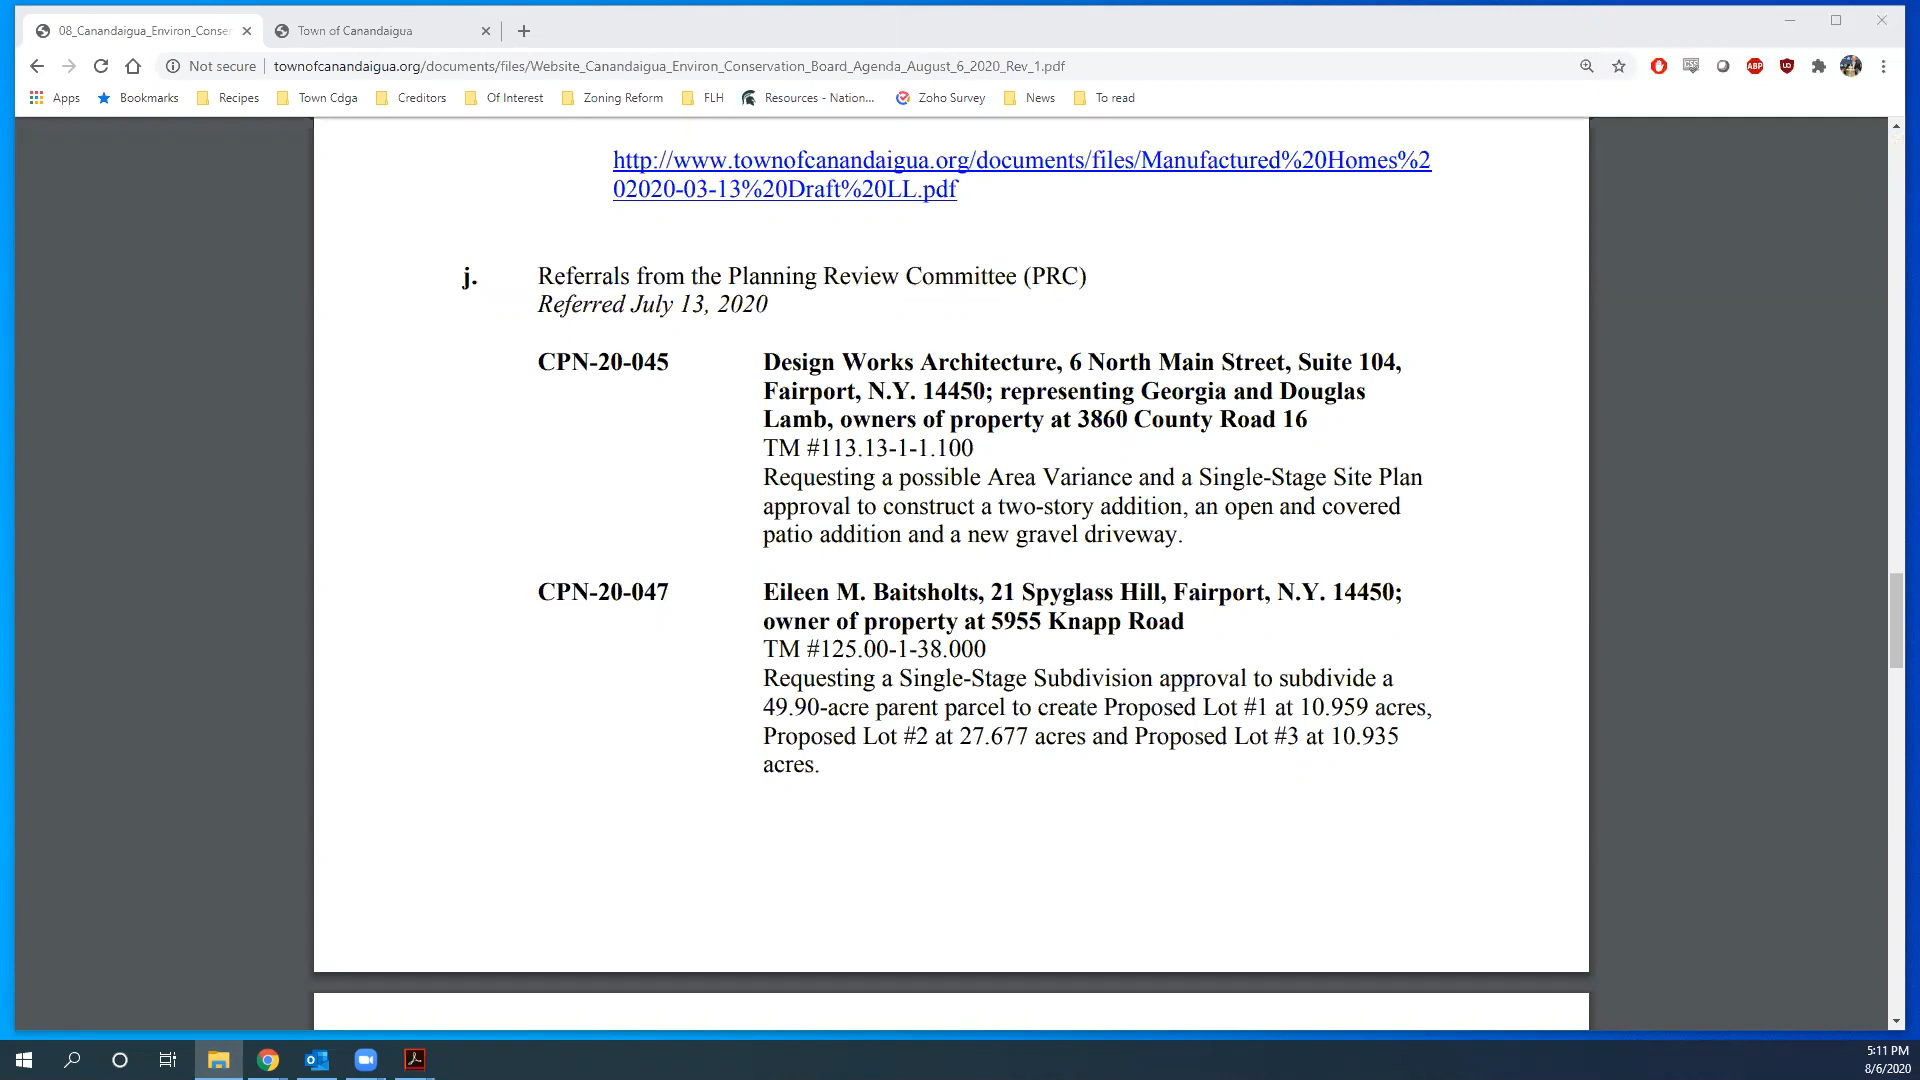 08_Canandaigua_Environ_Conse
Town of Canandaigua
Not secure
townofcanandaigua.org/documents/files/Website_Canandaigua_Environ_Conservation_Board_Agenda_August_6_2020_Rev_1.pdf
ABP
Apps
Bookmarks
Recipes
Town Cdga
Creditors
Of Interest
Zoning Reform
FLH
Resources - Nation...
Zoho Survey
News
To read
http://www.townofcanandaigua.org/documents/files/Manufactured%20Homes%2
02020-03-13%20Draft%20LL.pdf
j. Referrals from the Planning Review Committee (PRC)
Referred July 13, 2020
CPN-20-045 Design Works Architecture, 6 North Main Street, Suite 104,
Fairport, N.Y. 14450; representing Georgia and Douglas
Lamb, owners of property at 3860 County Road 16
TM #113.13-1-1.100
Requesting a possible Area Variance and a Single-Stage Site Plan
approval to construct a two-story addition, an open and covered
patio addition and a new gravel driveway.
CPN-20-047 Eileen M. Baitsholts, 21 Spyglass Hill, Fairport, N.Y. 14450;
owner of property at 5955 Knapp Road
TM #125.00-1-38.000
Requesting a Single-Stage Subdivision approval to subdivide a
49.90-acre parent parcel to create Proposed Lot #1 at 10.959 acres,
Proposed Lot #2 at 27.677 acres and Proposed Lot #3 at 10.935
acres.
5:11 PM
8/6/2020